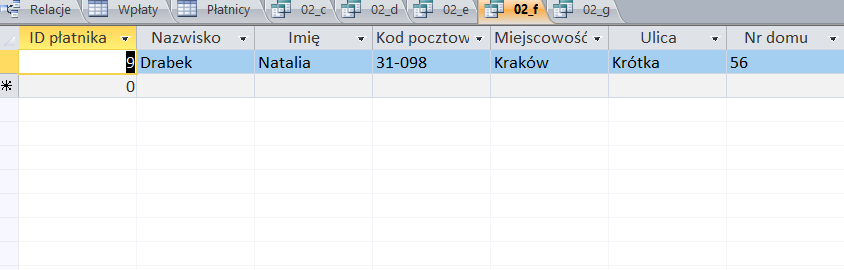 Relacje Wpłaty Płatnicy 02_c 02_d 02_e 02_f 02_g
ID płatnika Nazwisko Imię Kod pocztow Miejscowość Ulica Nr domu
9 Drabek Natalia 31-098 Kraków Krótka 56
0